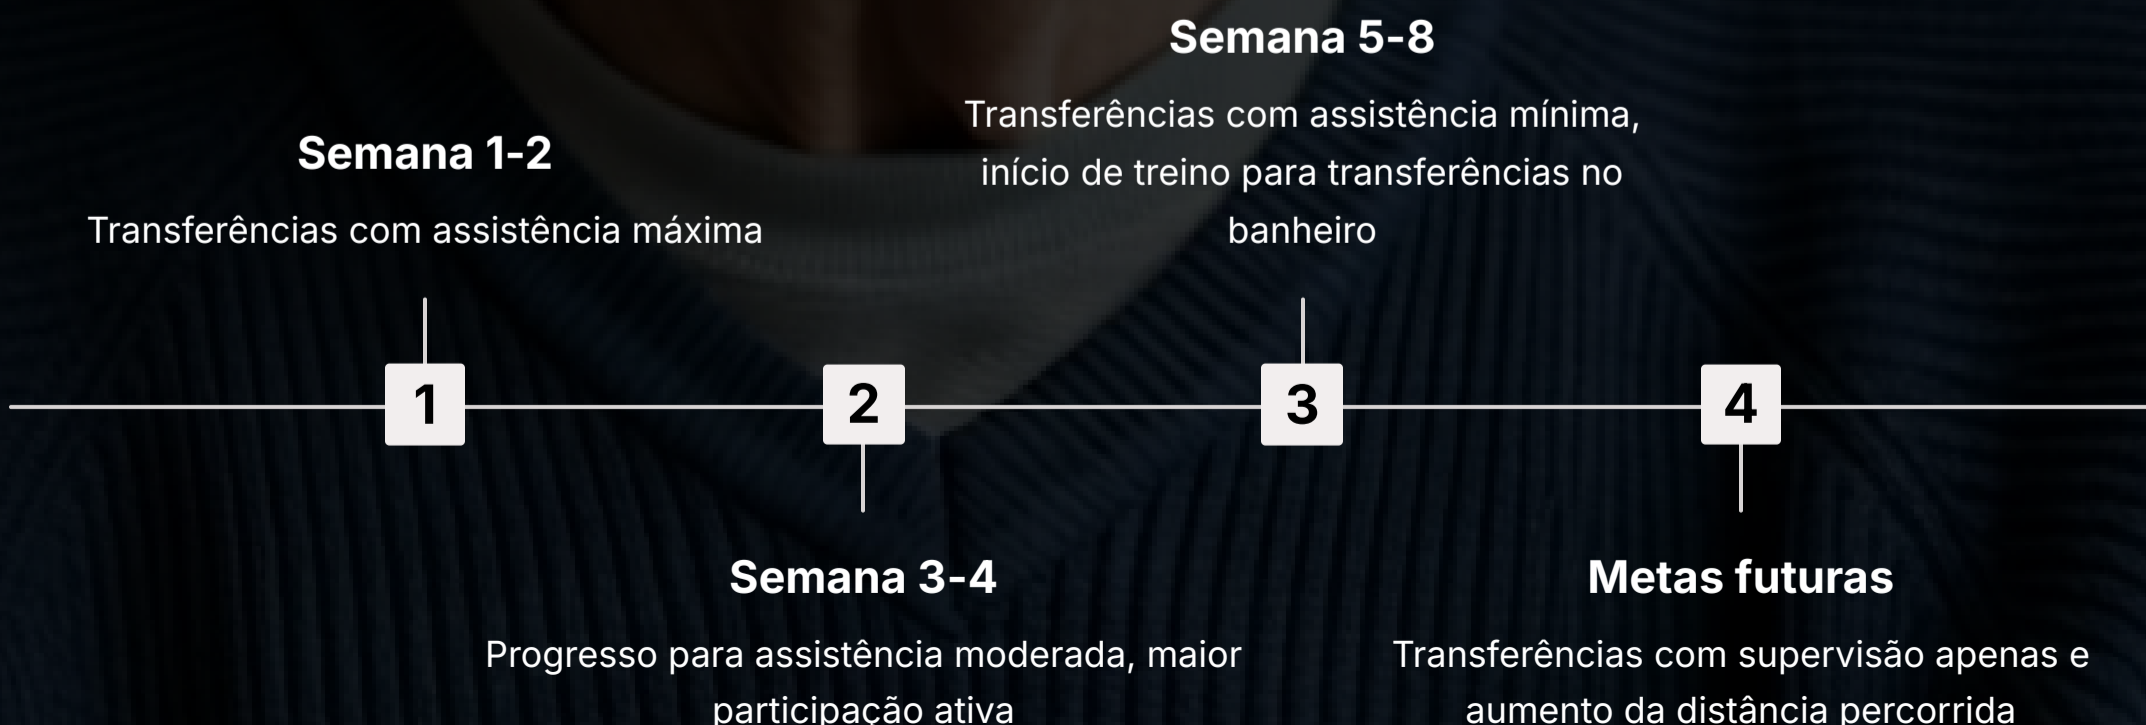 Semana 1-2
Transferências com assistência máxima
1
2
Semana 3-4
Progresso para assistência moderada, maior
participação ativa
Semana 5-8
Transferências com assistência mínima,
início de treino para transferências no
banheiro
3
4
Metas futuras
Transferências com supervisão apenas e
aumento da distância percorrida